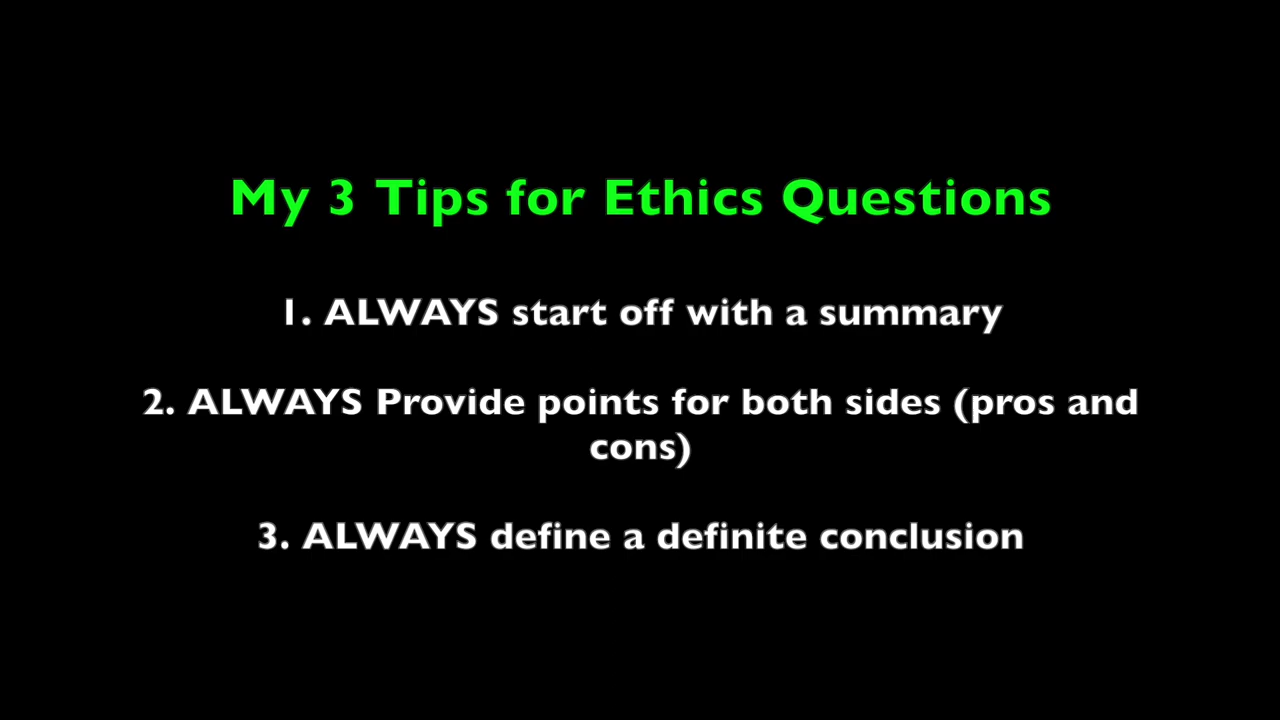 My 3 Tips for Ethics Questions
1. ALWAYS start off with a summary
2. ALWAYS Provide points for both sides (pros and
cons)
3. ALWAYS define a definite conclusion